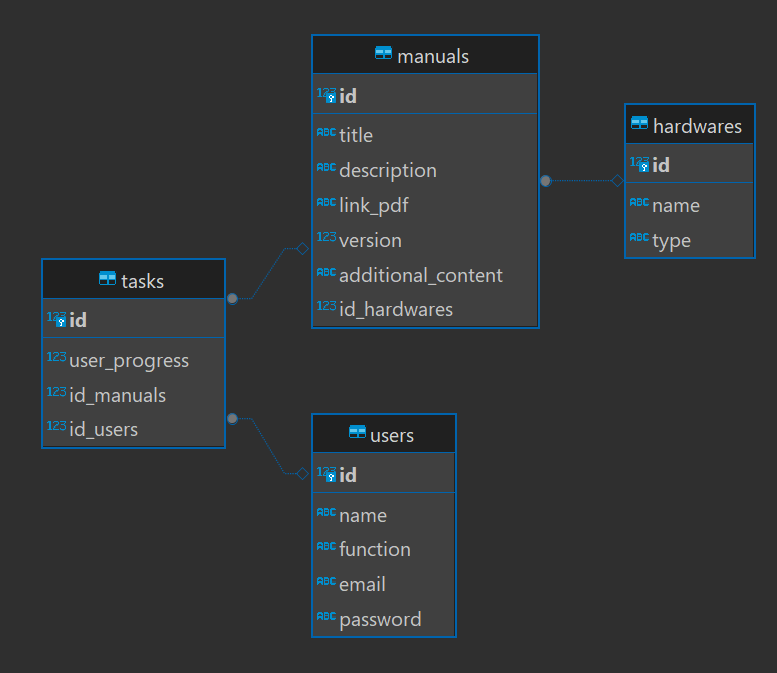 manuals
123 id
ABC title
ABC description
ABC link_pdf
123 version
ABC additional_content
123 id_hardwares
hardwares
123 id
ABC name
ABC type
tasks
123 id
123 user_progress
123 id_manuals
123 id_users
users
123 id
ABC name
ABC function
ABC email
ABC password